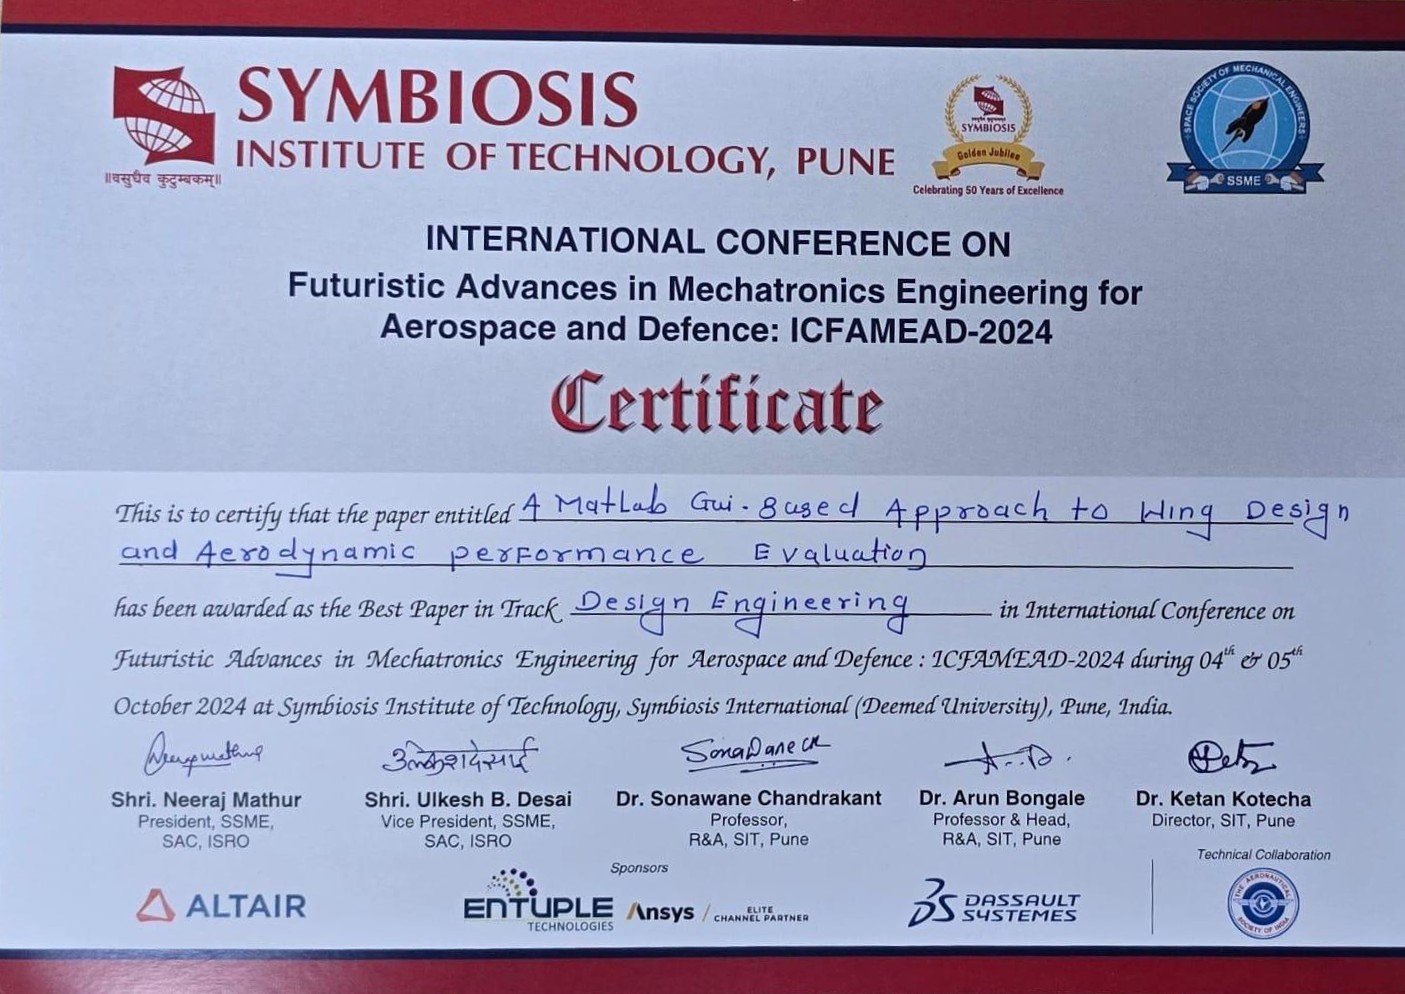 SYMBIOSIS
INSTITUTE OF TECHNOLOGY, PUNE
॥वसुधैव कुटुम्बकम्॥
SYMBIOSIS
Golden Jubilee
Celebrating 50 Years of Excellence
SPACE SOCIETY OF MECHANICAL ENGINEERS
SSME
INTERNATIONAL CONFERENCE ON
Futuristic Advances in Mechatronics Engineering for
Aerospace and Defence: ICFAMEAD-2024
Certificate
This is to certify that the paper entitled A MatLab Gui-Based Approach to Wing Design
and Aerodynamic performance Evaluation
has been awarded as the Best Paper in Track Design Engineering in International Conference on
Futuristic Advances in Mechatronics Engineering for Aerospace and Defence : ICFAMEAD-2024 during 04th & 05th
October 2024 at Symbiosis Institute of Technology, Symbiosis International (Deemed University), Pune, India.
Sonawane CR
Shri. Neeraj Mathur Shri. Ulkesh B. Desai Dr. Sonawane Chandrakant Dr. Arun Bongale Dr. Ketan Kotecha
President, SSME, Vice President, SSME, Professor, Professor & Head, Director, SIT, Pune
SAC, ISRO SAC, ISRO R&A, SIT, Pune R&A, SIT, Pune
Technical Collaboration
Sponsors
ALTAIR ENTUPLE Ansys / ELITE DASSAULT
TECHNOLOGIES CHANNEL PARTNER SYSTEMES
THE AERONAUTICAL SOCIETY OF INDIA